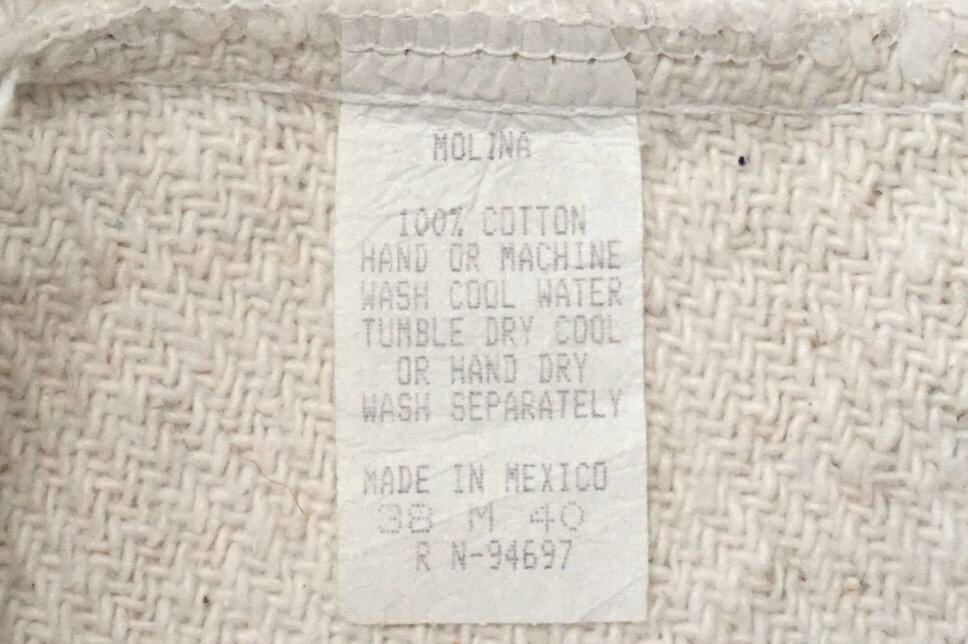 MOLINA
100% COTTON
HAND OR MACHINE
WASH COOL WATER
TUMBLE DRY COOL
OR HAND DRY
WASH SEPARATELY
MADE IN MEXICO
38 M 40
R N-94697